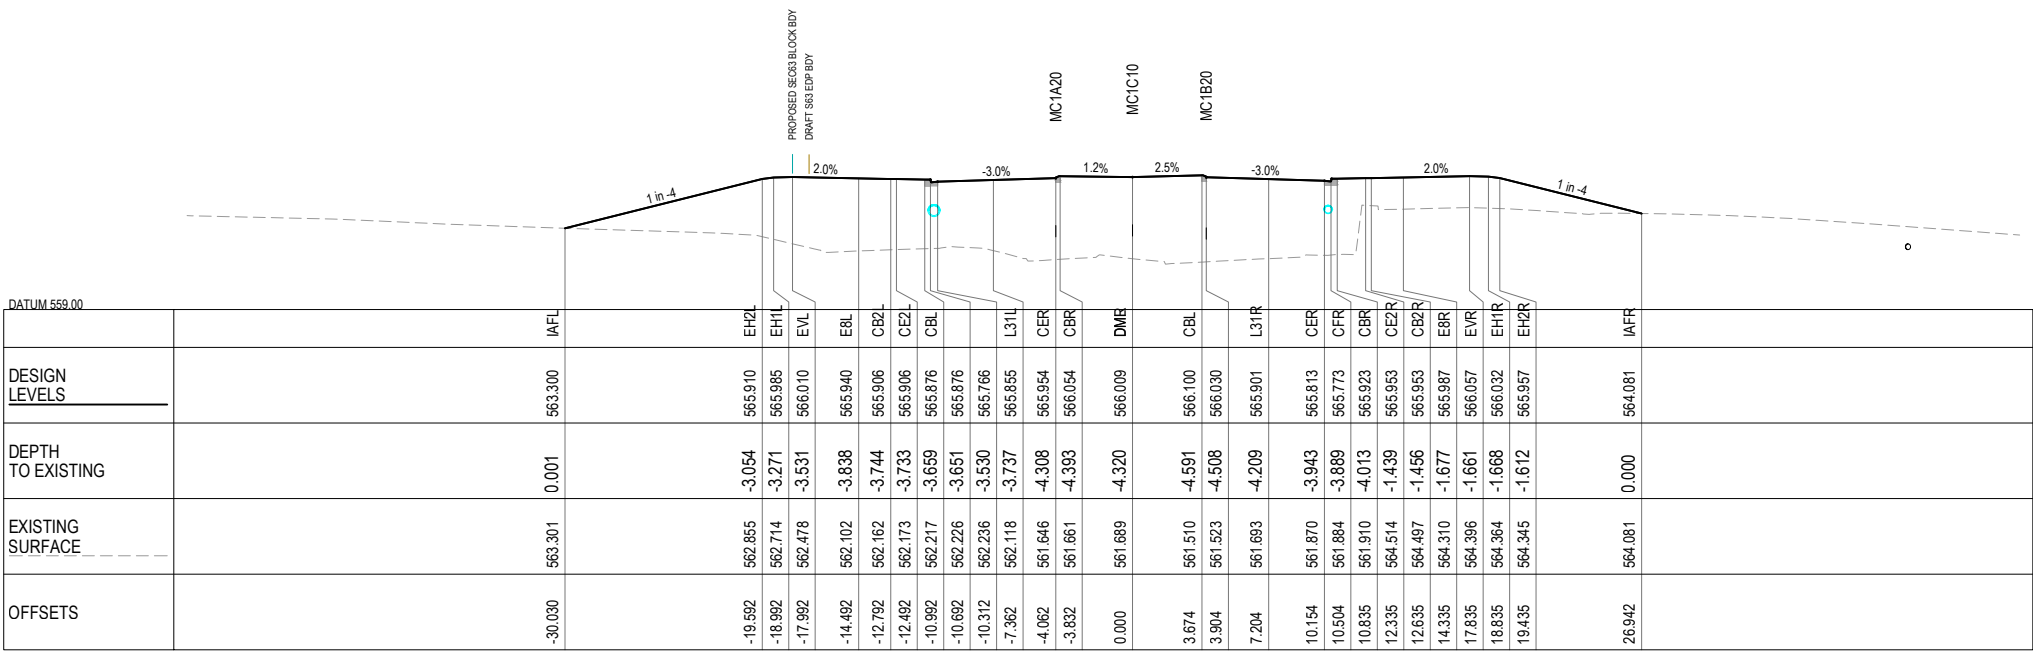 PROPOSED SEC63 BLOCK BDY
DRAFT S63 EDP BDY
MC1A20
MC1C10
MC1B20
1 in -4
2.0%
-3.0%
1.2%
2.5%
-3.0%
2.0%
1 in -4
DATUM 559.00
IAFL EH2L EH1L EVL E8L CB2L CE2L CBL L31L CER CBR DMB CBL L31R CER CFR CBR CE2R CB2R E8R EVR EH1R EH2R IAFR
DESIGN
LEVELS
563.300 565.910 565.985 566.010 565.940 565.906 565.906 565.876 565.876 565.766 565.855 565.954 566.054 566.009 566.100 566.030 565.901 565.813 565.773 565.923 565.953 565.953 565.987 566.057 566.032 565.957 564.081
DEPTH
TO EXISTING
0.001 -3.054 -3.271 -3.531 -3.838 -3.744 -3.733 -3.659 -3.651 -3.530 -3.737 -4.308 -4.393 -4.320 -4.591 -4.508 -4.209 -3.943 -3.889 -4.013 -1.439 -1.456 -1.677 -1.661 -1.668 -1.612 0.000
EXISTING
SURFACE
563.301 562.855 562.714 562.478 562.102 562.162 562.173 562.217 562.226 562.236 562.118 561.646 561.661 561.689 561.510 561.523 561.693 561.870 561.884 561.910 564.514 564.497 564.310 564.396 564.364 564.345 564.081
OFFSETS
-30.030 -19.592 -18.992 -17.992 -14.492 -12.792 -12.492 -10.992 -10.692 -10.312 -7.362 -4.062 -3.832 0.000 3.674 3.904 7.204 10.154 10.504 10.835 12.335 12.635 14.335 17.835 18.835 19.435 26.942